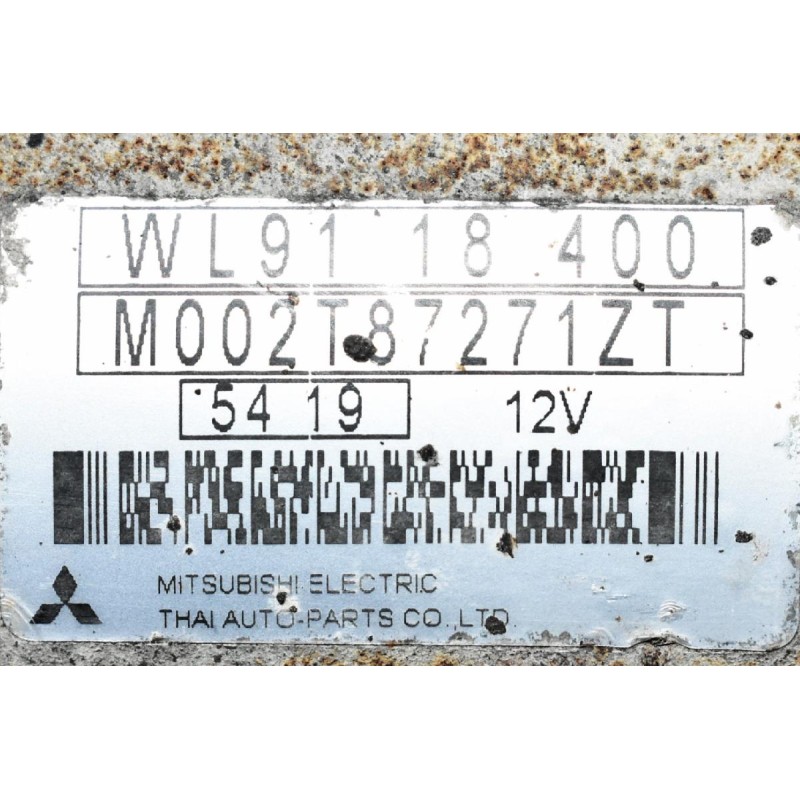 WL91 18 400
M002T87271ZT
54 19 12V
MITSUBISHI ELECTRIC
THAI AUTO-PARTS CO.,LTD.